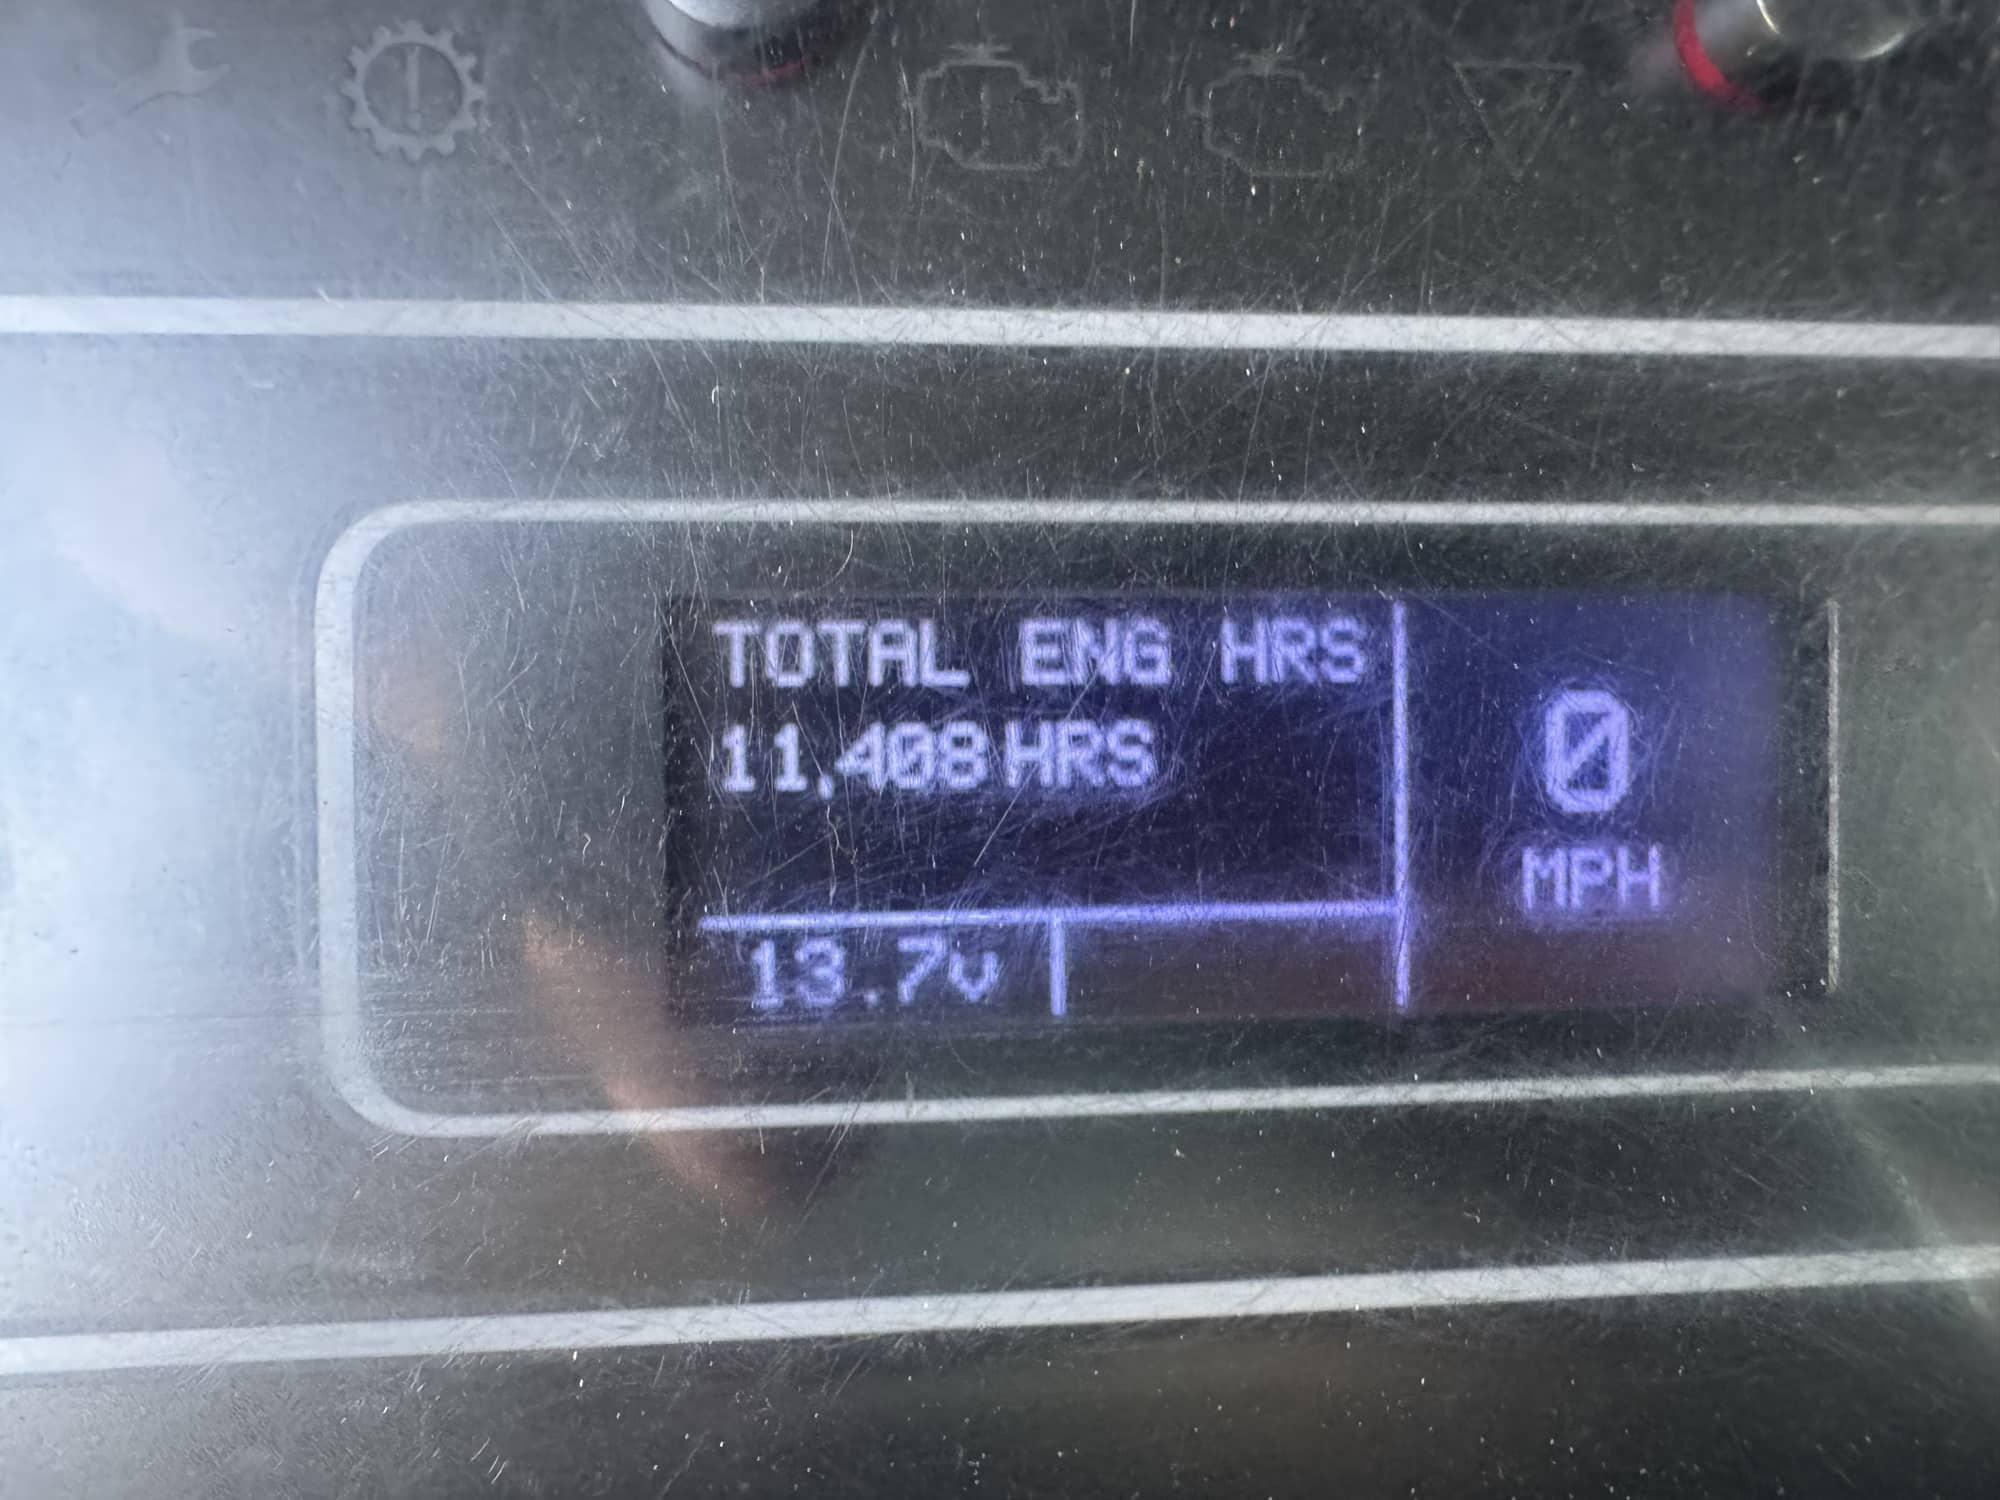 TOTAL ENG HRS
11,408 HRS
0
MPH
13.7v